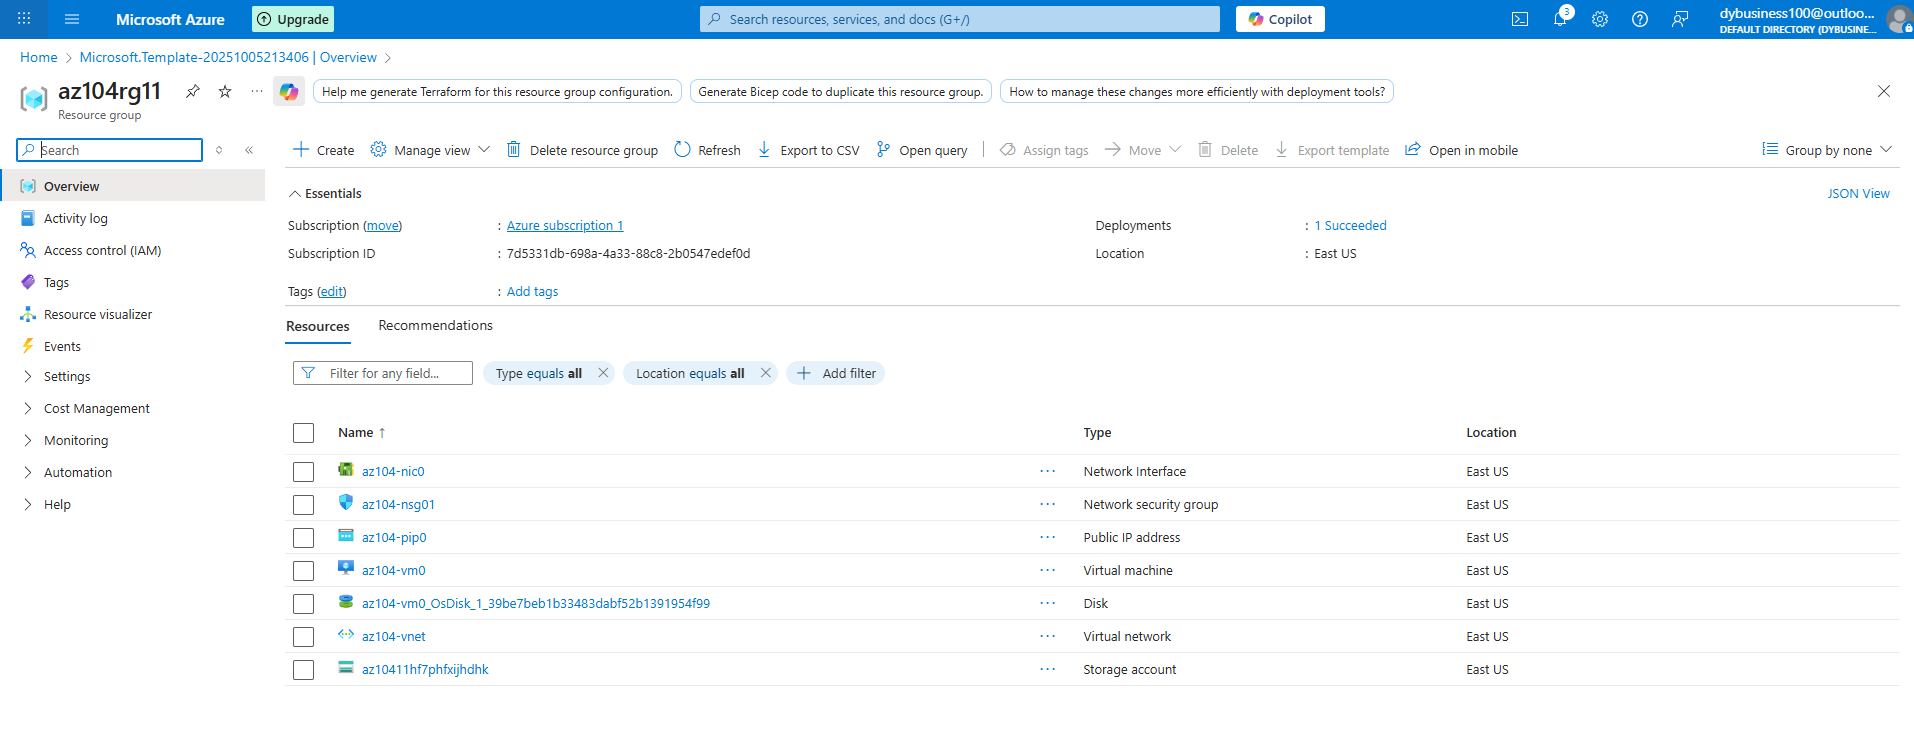 Microsoft Azure Upgrade Search resources, services, and docs (G+/) Copilot 3 dybusiness100@outloo...
DEFAULT DIRECTORY (DYBUSINE...
Home > Microsoft.Template-20251005213406 | Overview >
az104rg11 ... Help me generate Terraform for this resource group configuration. Generate Bicep code to duplicate this resource group. How to manage these changes more efficiently with deployment tools?
Resource group
Search Create Manage view Delete resource group Refresh Export to CSV Open query Assign tags Move Delete Export template Open in mobile Group by none
Overview
Activity log
Access control (IAM)
Tags
Resource visualizer
Events
Settings
Cost Management
Monitoring
Automation
Help
Essentials JSON View
Subscription (move) : Azure subscription 1 Deployments : 1 Succeeded
Subscription ID : 7d5331db-698a-4a33-88c8-2b0547edef0d Location : East US
Tags (edit) : Add tags
Resources Recommendations
Filter for any field... Type equals all Location equals all Add filter
Name ↑ Type Location
az104-nic0 ... Network Interface East US
az104-nsg01 ... Network security group East US
az104-pip0 ... Public IP address East US
az104-vm0 ... Virtual machine East US
az104-vm0_OsDisk_1_39be7beb1b33483dabf52b1391954f99 ... Disk East US
az104-vnet ... Virtual network East US
az10411hf7phfxijhdhk ... Storage account East US